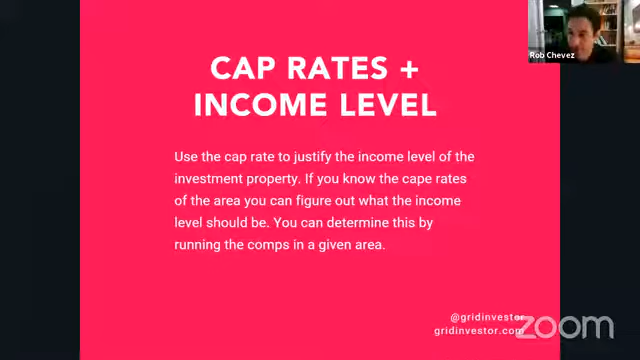 Rob Chevez
CAP RATES +
INCOME LEVEL
Use the cap rate to justify the income level of the
investment property. If you know the cape rates
of the area you can figure out what the income
level should be. You can determine this by
running the comps in a given area.
@gridinvestor
gridinvestor.com
zoom